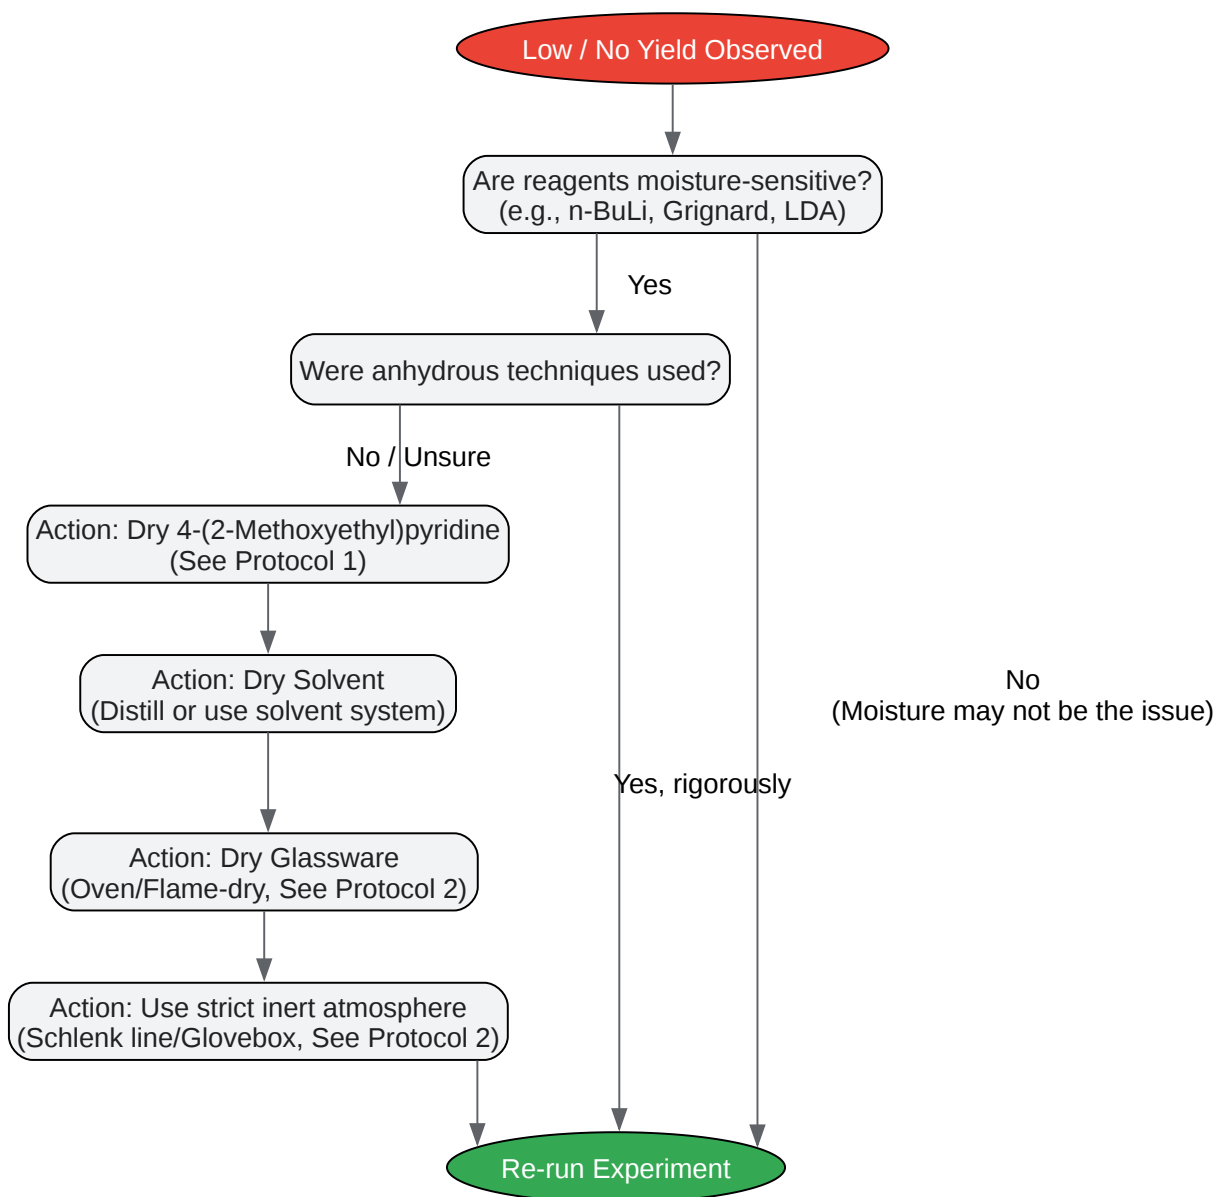 Low / No Yield Observed
Are reagents moisture-sensitive?
(e.g., n-BuLi, Grignard, LDA)
Yes
Were anhydrous techniques used?
No / Unsure
Action: Dry 4-(2-Methoxyethyl)pyridine
(See Protocol 1)
Action: Dry Solvent
(Distill or use solvent system)
No
(Moisture may not be the issue)
Yes, rigorously
Action: Dry Glassware
(Oven/Flame-dry, See Protocol 2)
Action: Use strict inert atmosphere
(Schlenk line/Glovebox, See Protocol 2)
Re-run Experiment